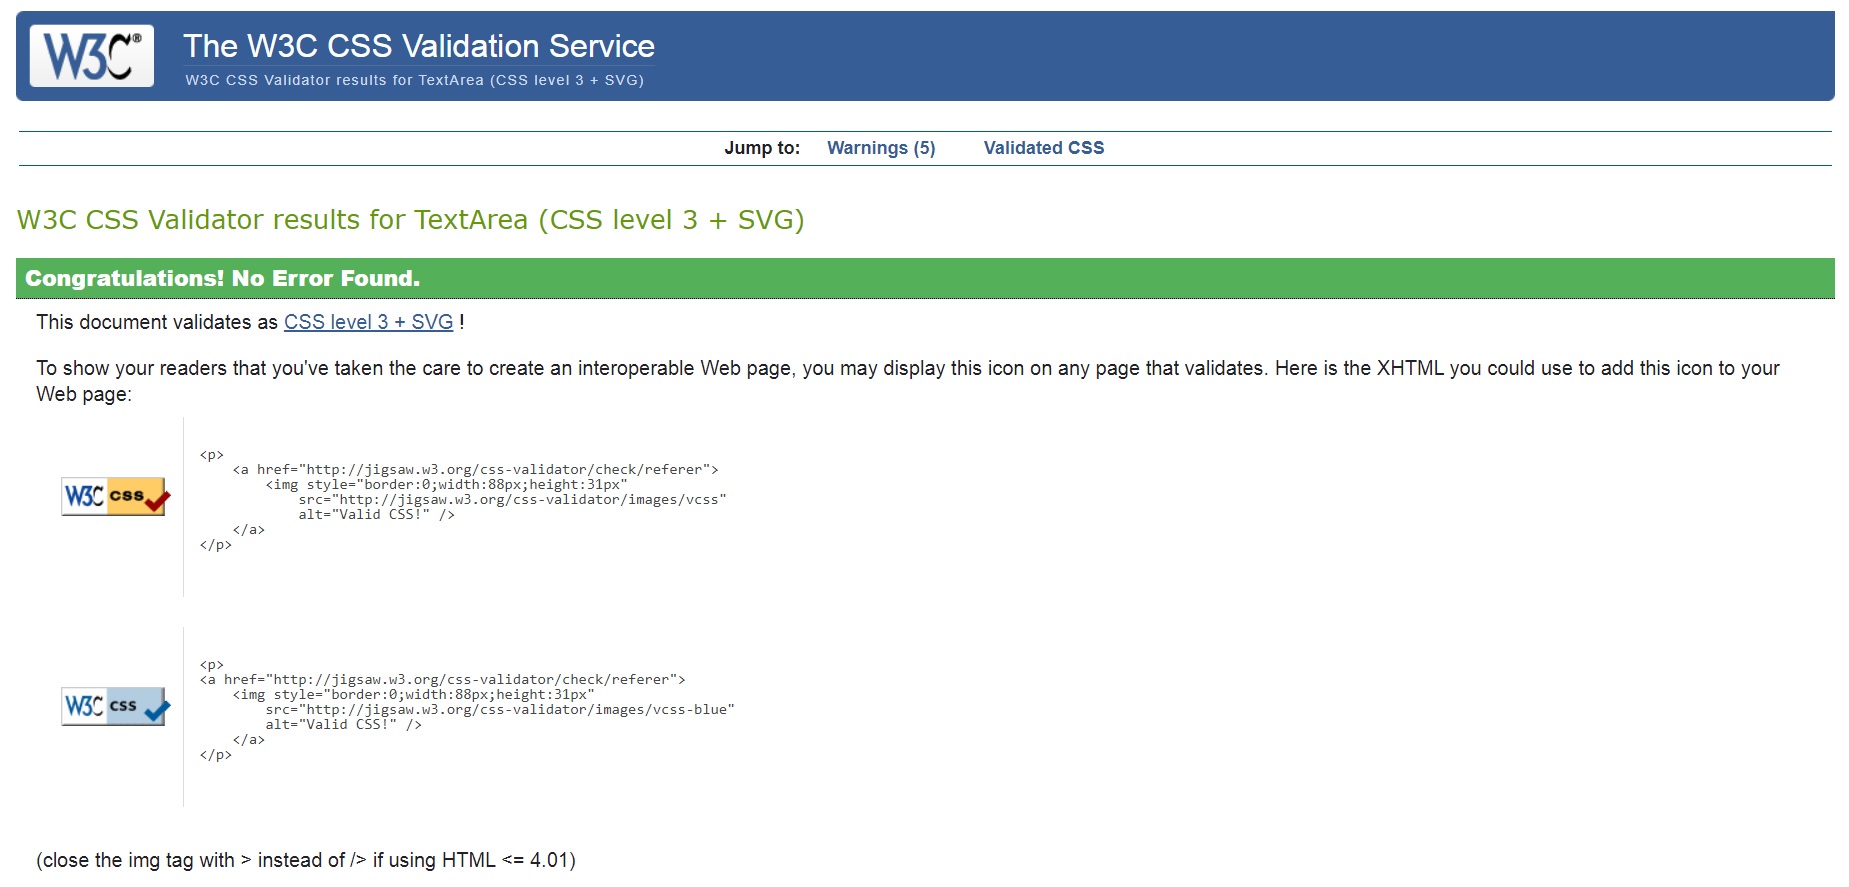 W3C®
The W3C CSS Validation Service
W3C CSS Validator results for TextArea (CSS level 3 + SVG)
Jump to: Warnings (5) Validated CSS
W3C CSS Validator results for TextArea (CSS level 3 + SVG)
Congratulations! No Error Found.
This document validates as CSS level 3 + SVG !
To show your readers that you've taken the care to create an interoperable Web page, you may display this icon on any page that validates. Here is the XHTML you could use to add this icon to your
Web page:
W3C css
<p>
    <a href="http://jigsaw.w3.org/css-validator/check/referer">
        <img style="border:0;width:88px;height:31px"
            src="http://jigsaw.w3.org/css-validator/images/vcss"
            alt="Valid CSS!" />
    </a>
</p>
W3C css
<p>
<a href="http://jigsaw.w3.org/css-validator/check/referer">
    <img style="border:0;width:88px;height:31px"
        src="http://jigsaw.w3.org/css-validator/images/vcss-blue"
        alt="Valid CSS!" />
    </a>
</p>
(close the img tag with > instead of /> if using HTML <= 4.01)